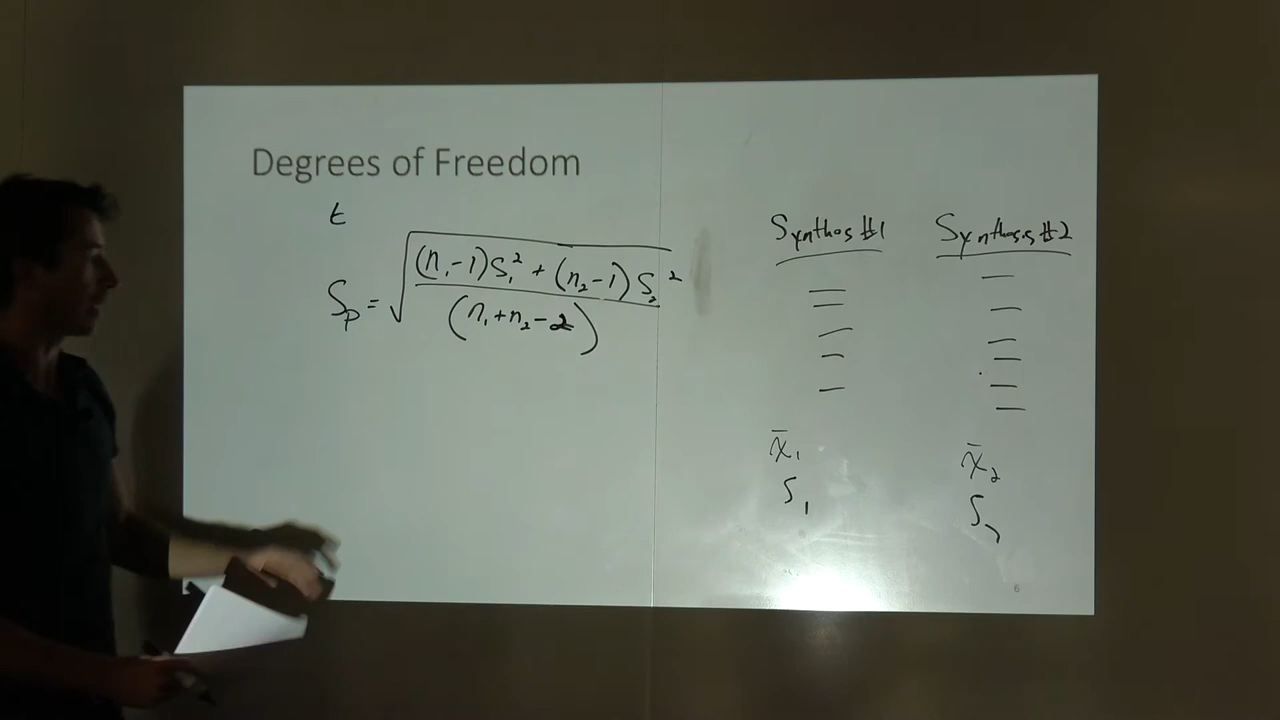 Degrees of Freedom
t
Sp = √((n₁-1)S₁² + (n₂-1)S₂² / (n₁+n₂-2))
Synthes #1
Synthesis #2
x̄₁
S₁
x̄₂
S₂
6